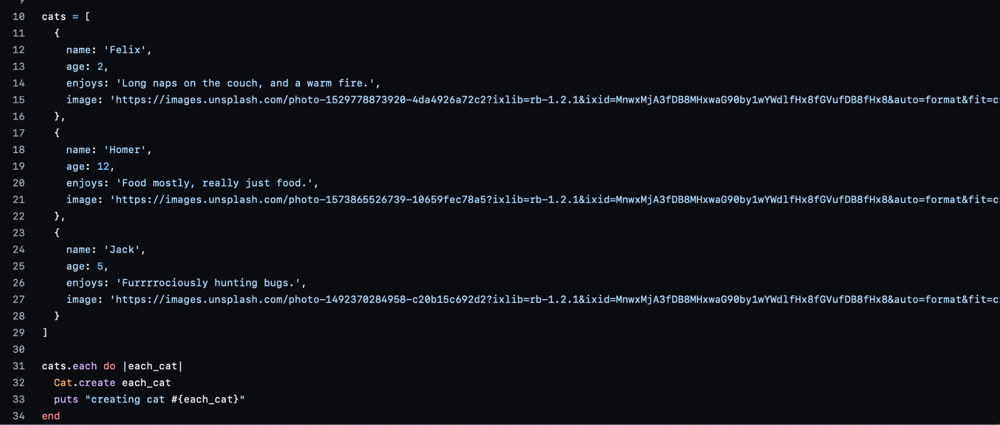 9
10 cats = [
11 {
12 name: 'Felix',
13 age: 2,
14 enjoys: 'Long naps on the couch, and a warm fire.',
15 image: 'https://images.unsplash.com/photo-1529778873920-4da4926a72c2?ixlib=rb-1.2.1&ixid=MnwxMjA3fDB8MHxwaG90by1wYWdlfHx8fGVufDB8fHx8&auto=format&fit=c
16 },
17 {
18 name: 'Homer',
19 age: 12,
20 enjoys: 'Food mostly, really just food.',
21 image: 'https://images.unsplash.com/photo-1573865526739-10659fec78a5?ixlib=rb-1.2.1&ixid=MnwxMjA3fDB8MHxwaG90by1wYWdlfHx8fGVufDB8fHx8&auto=format&fit=c
22 },
23 {
24 name: 'Jack',
25 age: 5,
26 enjoys: 'Furrrrociously hunting bugs.',
27 image: 'https://images.unsplash.com/photo-1492370284958-c20b15c692d2?ixlib=rb-1.2.1&ixid=MnwxMjA3fDB8MHxwaG90by1wYWdlfHx8fGVufDB8fHx8&auto=format&fit=c
28 }
29 ]
30
31 cats.each do |each_cat|
32 Cat.create each_cat
33 puts "creating cat #{each_cat}"
34 end